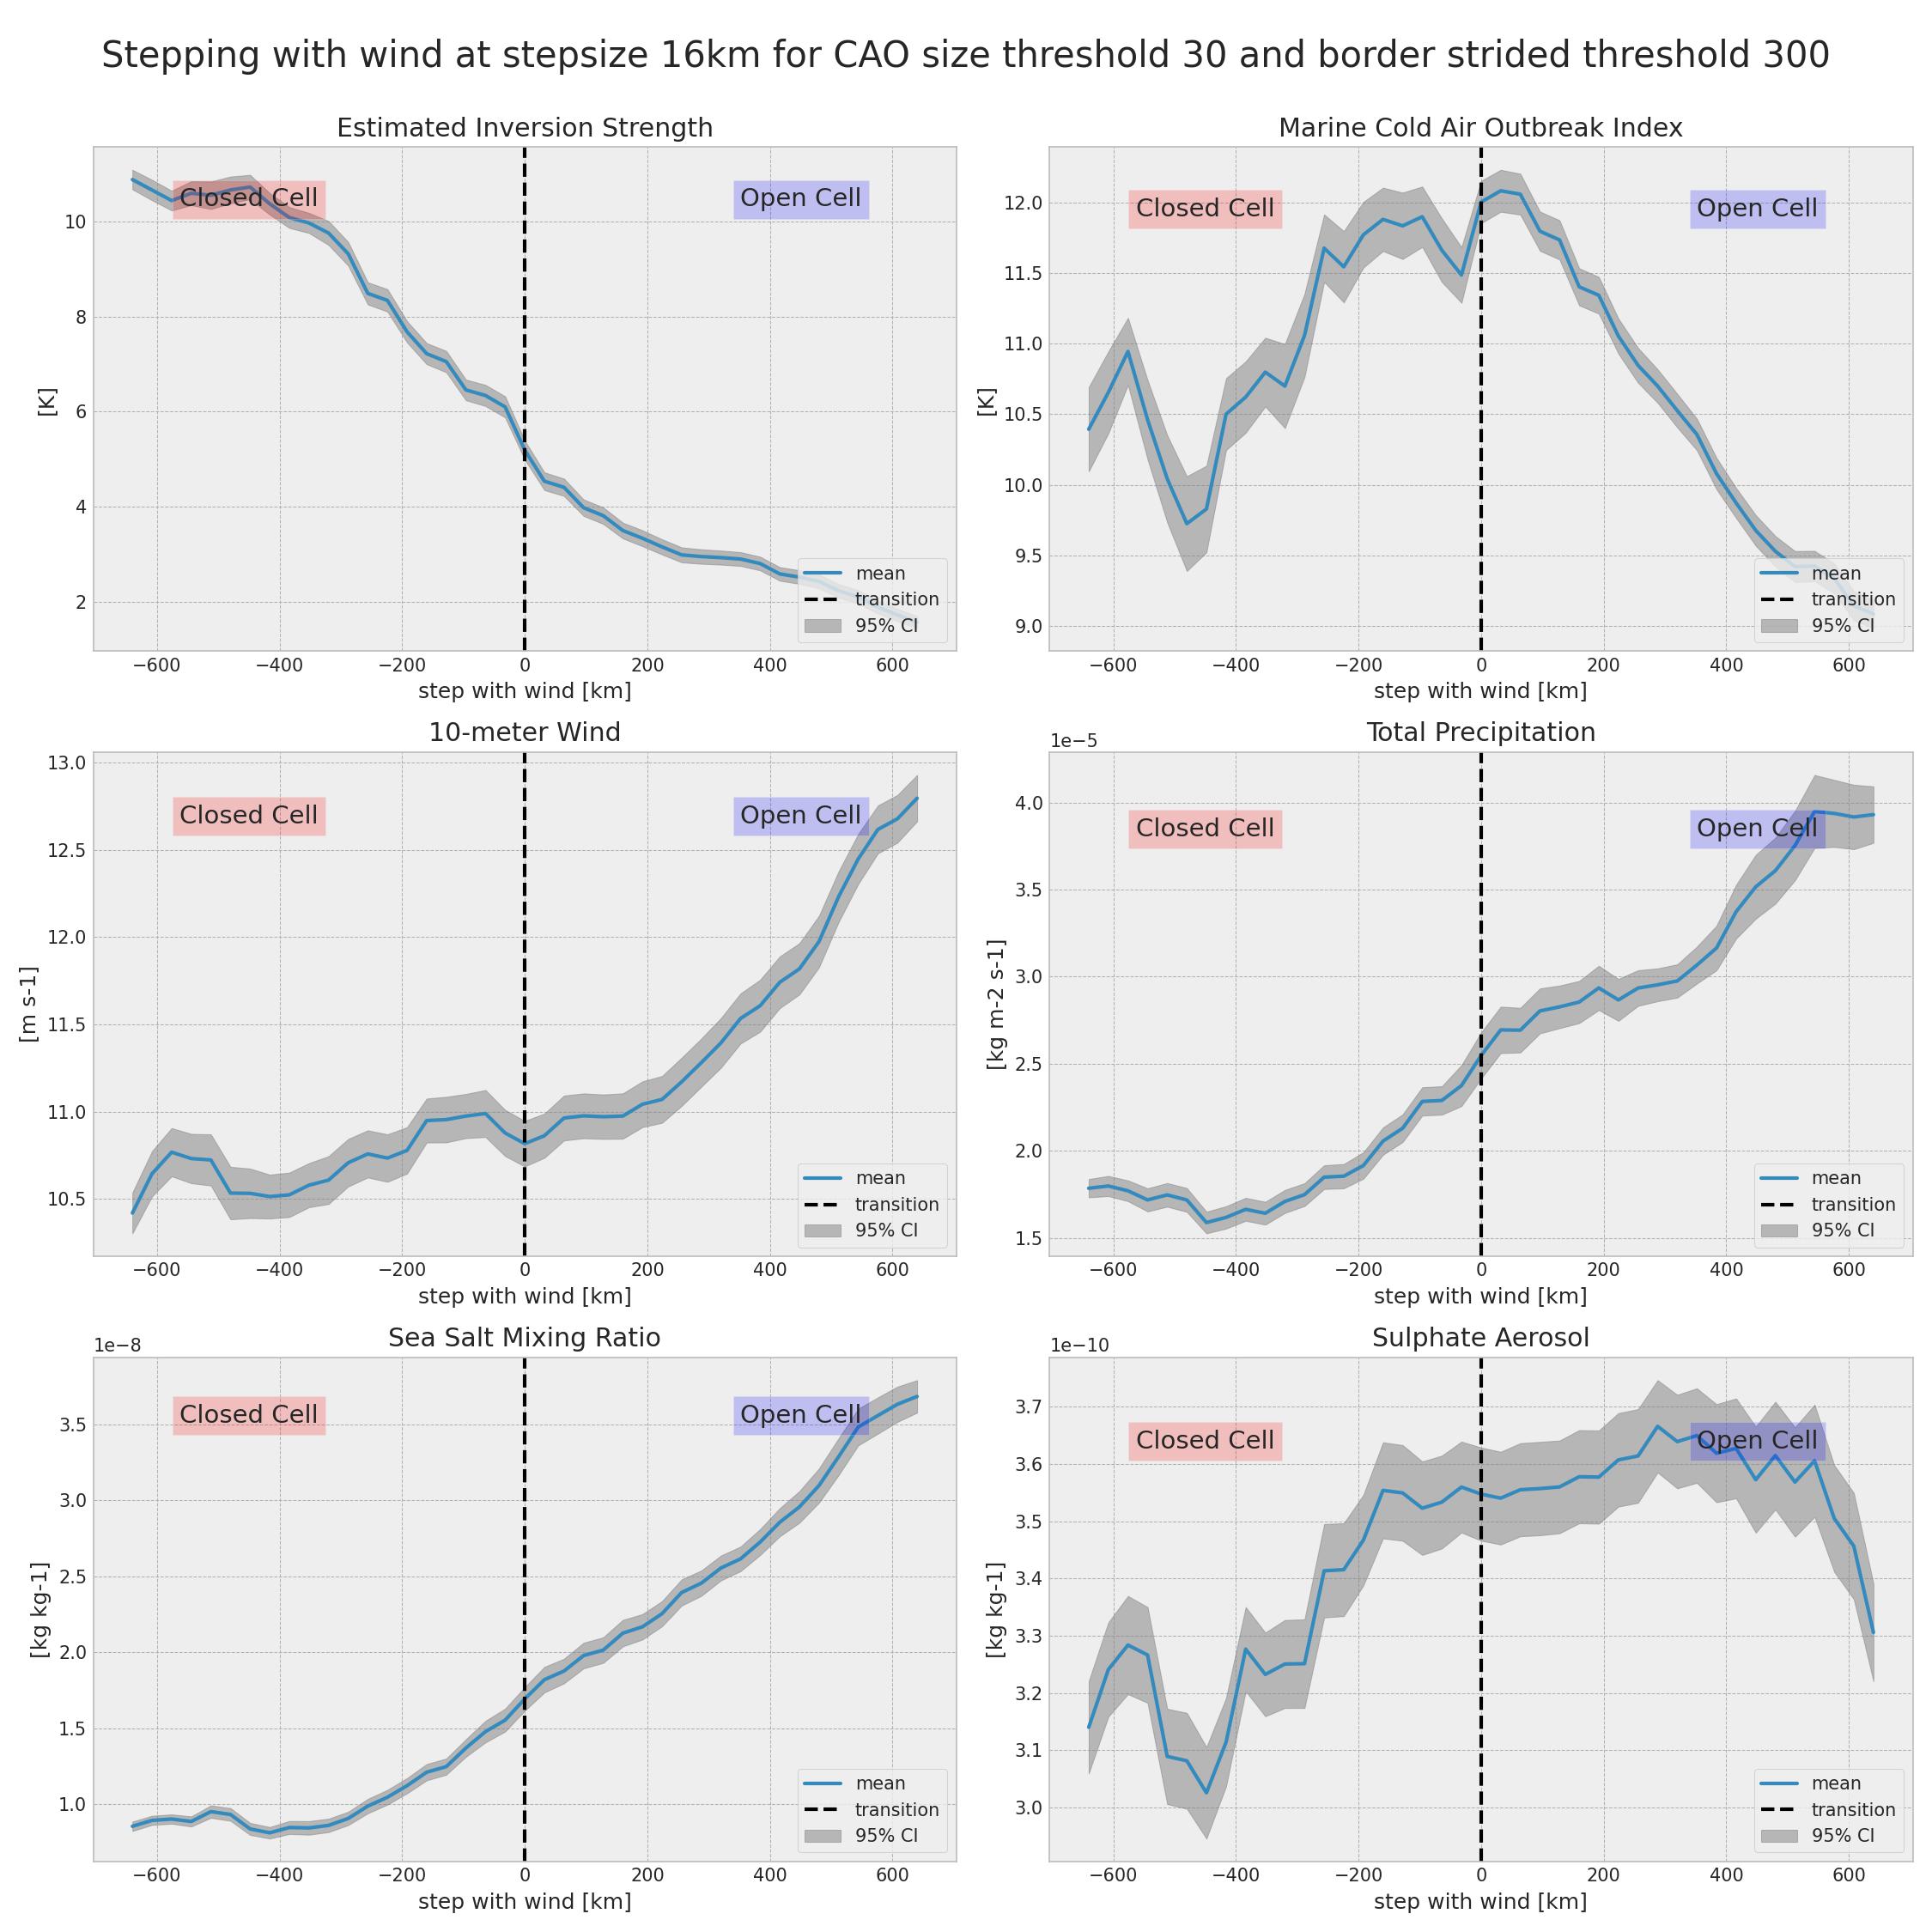 Stepping with wind at stepsize 16km for CAO size threshold 30 and border strided threshold 300
Estimated Inversion Strength
Closed Cell
Open Cell
10
8
6
4
2
[K]
mean
transition
95% CI
−600 −400 −200 0 200 400 600
step with wind [km]
Marine Cold Air Outbreak Index
Closed Cell
Open Cell
12.0
11.5
11.0
10.5
10.0
9.5
9.0
[K]
mean
transition
95% CI
−600 −400 −200 0 200 400 600
step with wind [km]
10-meter Wind
Closed Cell
Open Cell
13.0
12.5
12.0
11.5
11.0
10.5
[m s-1]
mean
transition
95% CI
−600 −400 −200 0 200 400 600
step with wind [km]
Total Precipitation
1e−5
Closed Cell
Open Cell
4.0
3.5
3.0
2.5
2.0
1.5
[kg m-2 s-1]
mean
transition
95% CI
−600 −400 −200 0 200 400 600
step with wind [km]
Sea Salt Mixing Ratio
1e−8
Closed Cell
Open Cell
3.5
3.0
2.5
2.0
1.5
1.0
[kg kg-1]
mean
transition
95% CI
−600 −400 −200 0 200 400 600
step with wind [km]
Sulphate Aerosol
1e−10
Closed Cell
Open Cell
3.7
3.6
3.5
3.4
3.3
3.2
3.1
3.0
[kg kg-1]
mean
transition
95% CI
−600 −400 −200 0 200 400 600
step with wind [km]